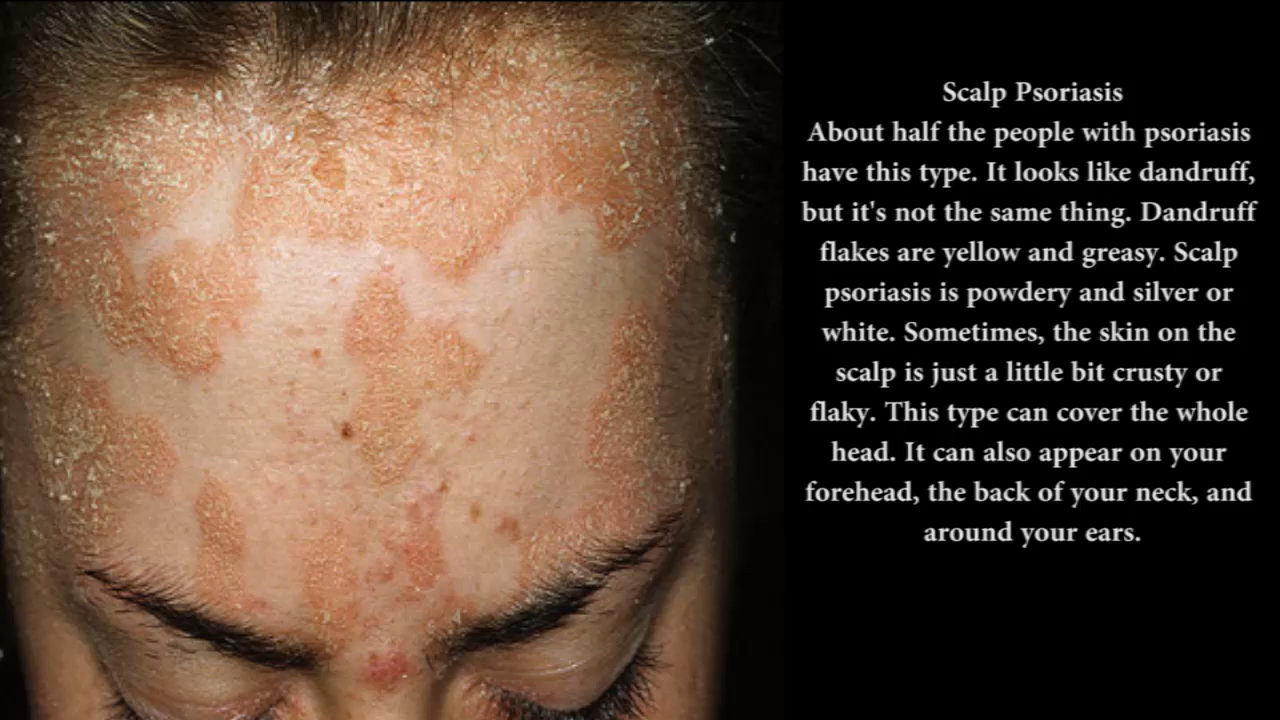 Scalp Psoriasis
About half the people with psoriasis
have this type. It looks like dandruff,
but it's not the same thing. Dandruff
flakes are yellow and greasy. Scalp
psoriasis is powdery and silver or
white. Sometimes, the skin on the
scalp is just a little bit crusty or
flaky. This type can cover the whole
head. It can also appear on your
forehead, the back of your neck, and
around your ears.